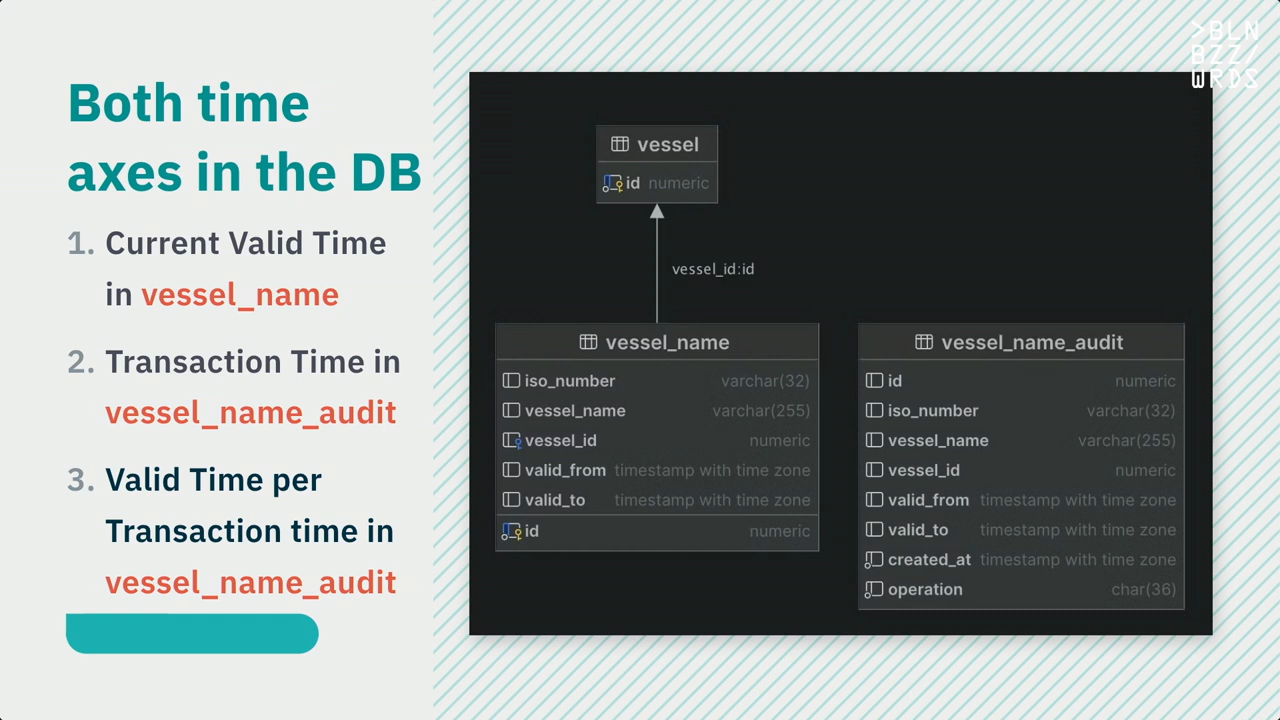 Both time
axes in the DB
1. Current Valid Time
in vessel_name
2. Transaction Time in
vessel_name_audit
3. Valid Time per
Transaction time in
vessel_name_audit
>BLN
BZZ/
WRDS
vessel
id numeric
vessel_id:id
vessel_name
iso_number varchar(32)
vessel_name varchar(255)
vessel_id numeric
valid_from timestamp with time zone
valid_to timestamp with time zone
id numeric
vessel_name_audit
id numeric
iso_number varchar(32)
vessel_name varchar(255)
vessel_id numeric
valid_from timestamp with time zone
valid_to timestamp with time zone
created_at timestamp with time zone
operation char(36)